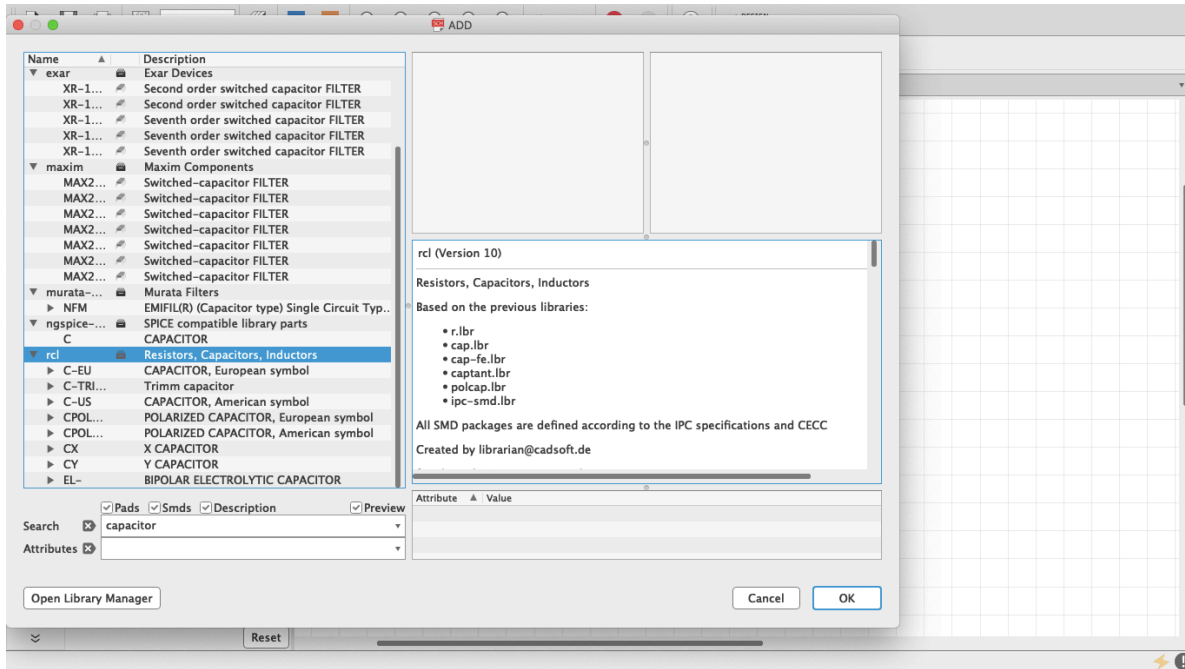 ADD
Name Description
exar Exar Devices
XR-1... Second order switched capacitor FILTER
XR-1... Second order switched capacitor FILTER
XR-1... Seventh order switched capacitor FILTER
XR-1... Seventh order switched capacitor FILTER
XR-1... Seventh order switched capacitor FILTER
maxim Maxim Components
MAX2... Switched-capacitor FILTER
MAX2... Switched-capacitor FILTER
MAX2... Switched-capacitor FILTER
MAX2... Switched-capacitor FILTER
MAX2... Switched-capacitor FILTER
MAX2... Switched-capacitor FILTER
MAX2... Switched-capacitor FILTER
murata-... Murata Filters
NFM EMIFIL(R) (Capacitor type) Single Circuit Typ..
ngspice-... SPICE compatible library parts
C CAPACITOR
rcl Resistors, Capacitors, Inductors
C-EU CAPACITOR, European symbol
C-TRI... Trimm capacitor
C-US CAPACITOR, American symbol
CPOL... POLARIZED CAPACITOR, European symbol
CPOL... POLARIZED CAPACITOR, American symbol
CX X CAPACITOR
CY Y CAPACITOR
EL- BIPOLAR ELECTROLYTIC CAPACITOR
Pads Smds Description Preview
Search capacitor
Attributes
rcl (Version 10)
Resistors, Capacitors, Inductors
Based on the previous libraries:
• r.lbr
• cap.lbr
• cap-fe.lbr
• captant.lbr
• polcap.lbr
• ipc-smd.lbr
All SMD packages are defined according to the IPC specifications and CECC
Created by librarian@cadsoft.de
Attribute Value
Open Library Manager
Cancel
OK
Reset